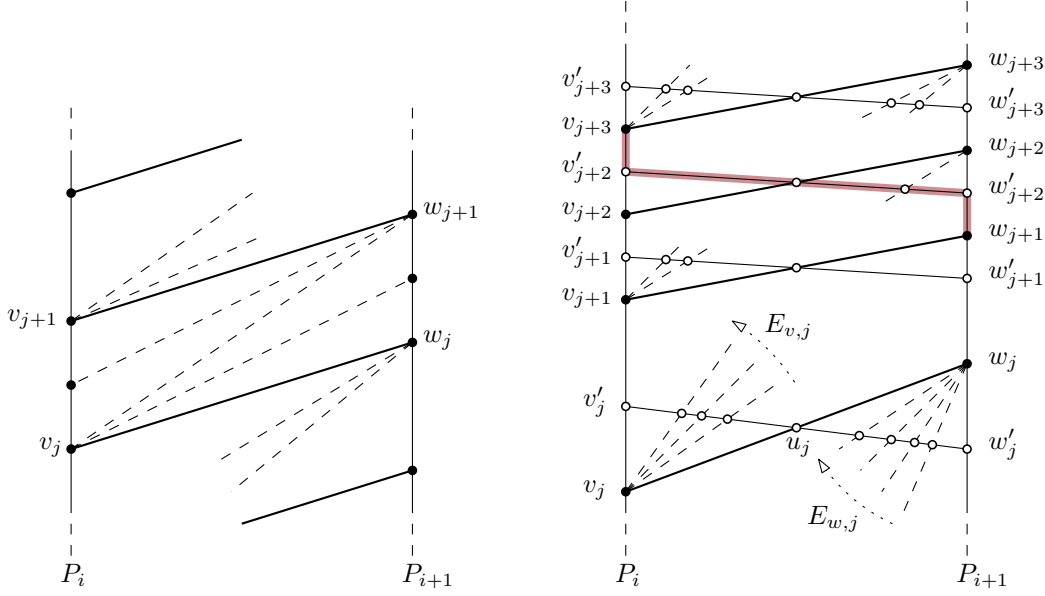 w_{j+1}
v_{j+1}
w_j
v_j
P_i
P_{i+1}
w_{j+3}
v'_{j+3}
w'_{j+3}
v_{j+3}
w_{j+2}
v'_{j+2}
w'_{j+2}
v_{j+2}
w_{j+1}
v'_{j+1}
w'_{j+1}
v_{j+1}
E_{v,j}
w_j
v'_j
u_j
w'_j
v_j
E_{w,j}
P_i
P_{i+1}